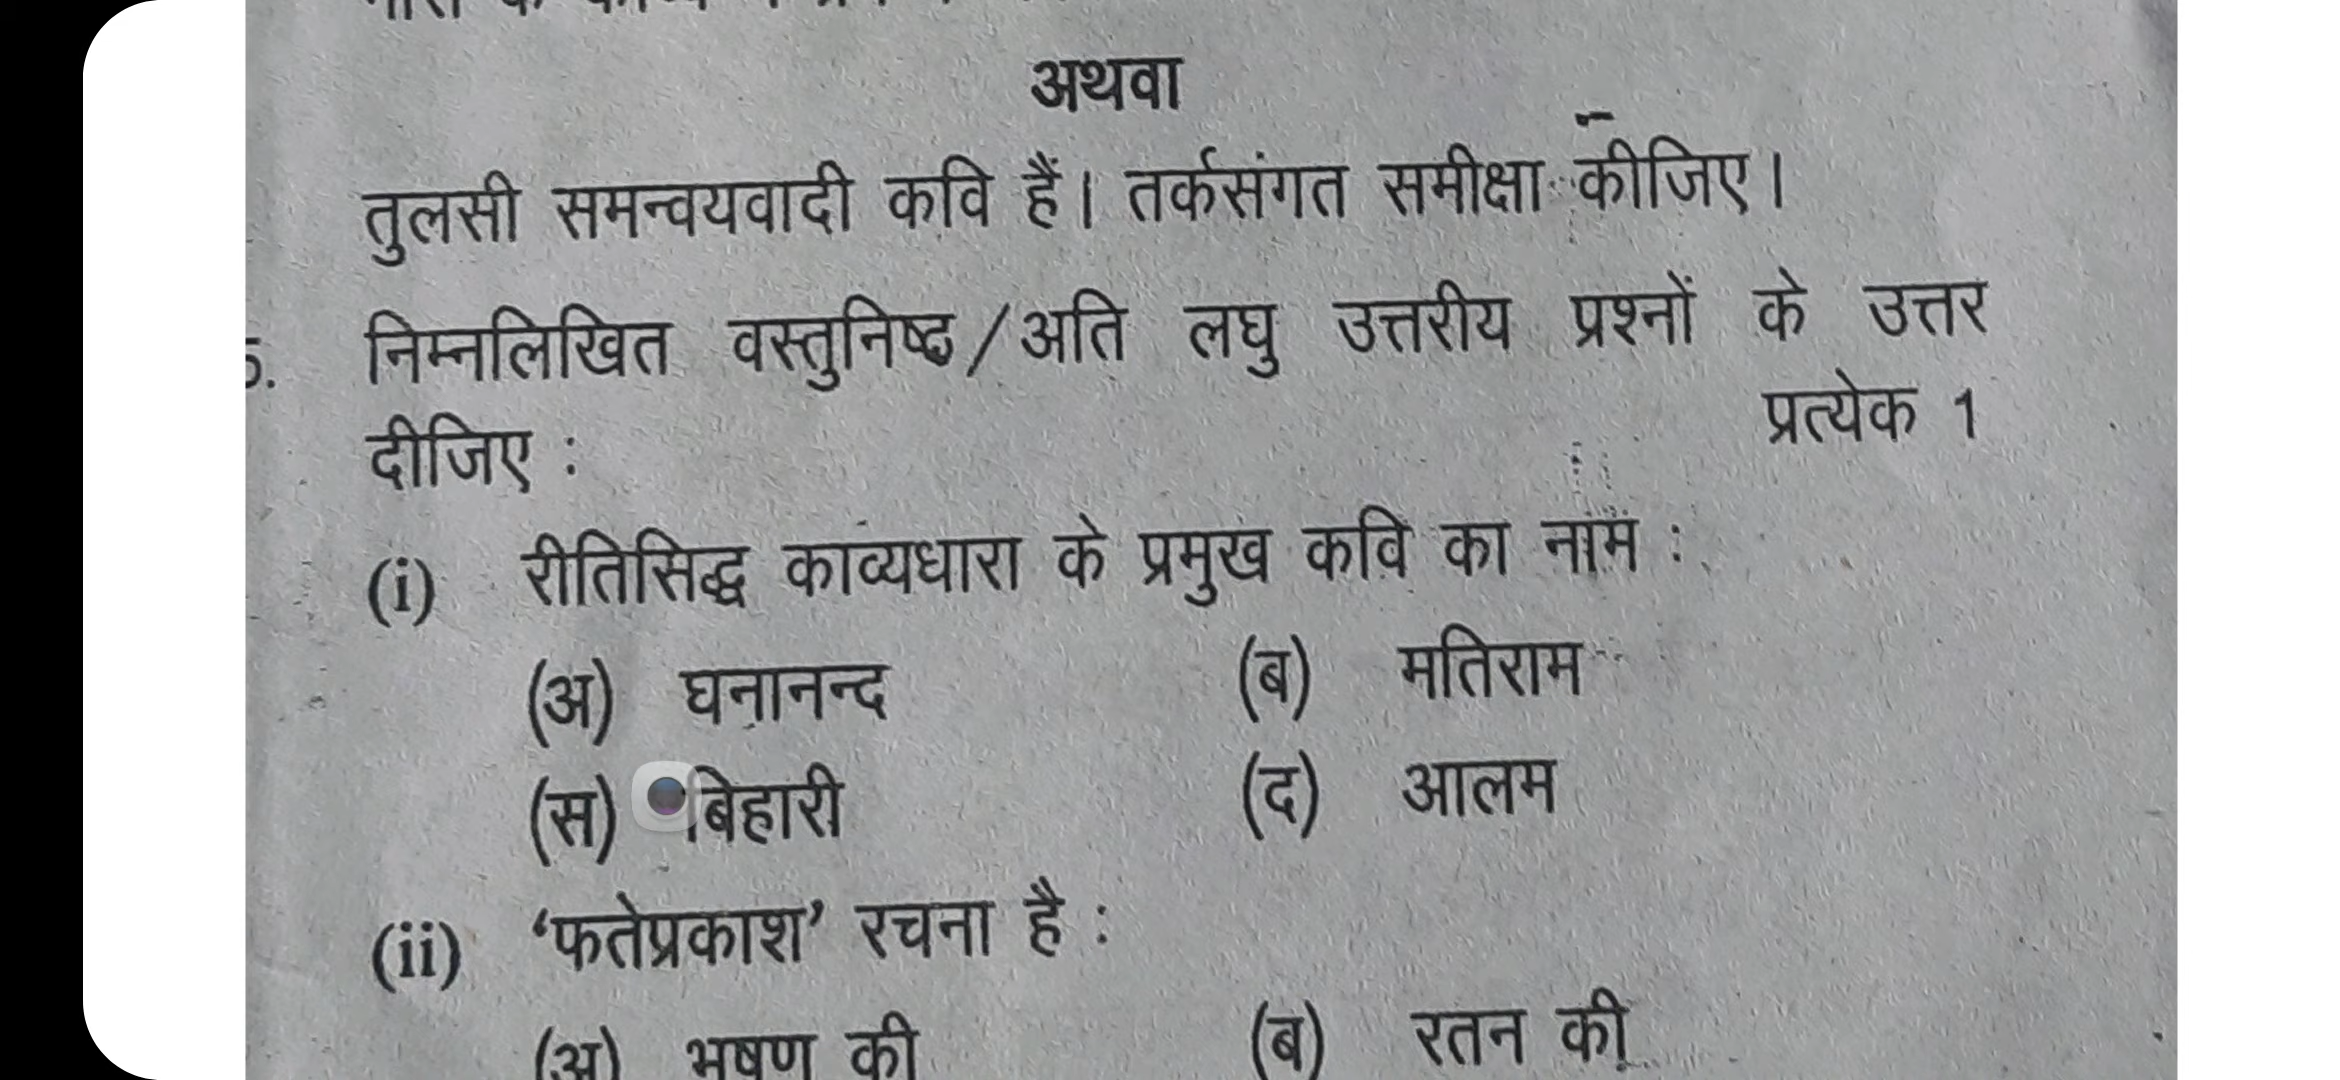 अथवा
तुलसी समन्वयवादी कवि हैं। तर्कसंगत समीक्षा कीजिए।
निम्नलिखित वस्तुनिष्ठ/अति लघु उत्तरीय प्रश्नों के उत्तर
दीजिए : प्रत्येक 1
(i) रीतिसिद्ध काव्यधारा के प्रमुख कवि का नाम :
(अ) घनानन्द (ब) मतिराम
(स) बिहारी (द) आलम
(ii) ‘फतेप्रकाश’ रचना है :
(अ) भूषण की (ब) रतन की